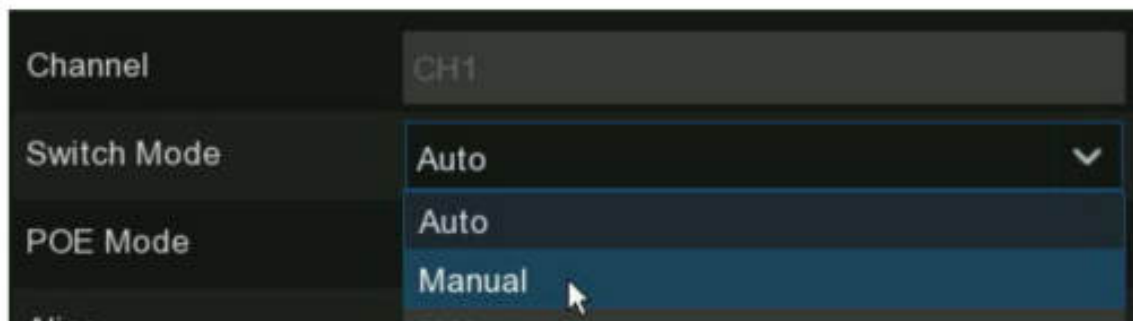 Channel
CH1
Switch Mode
Auto
Auto
POE Mode
Manual